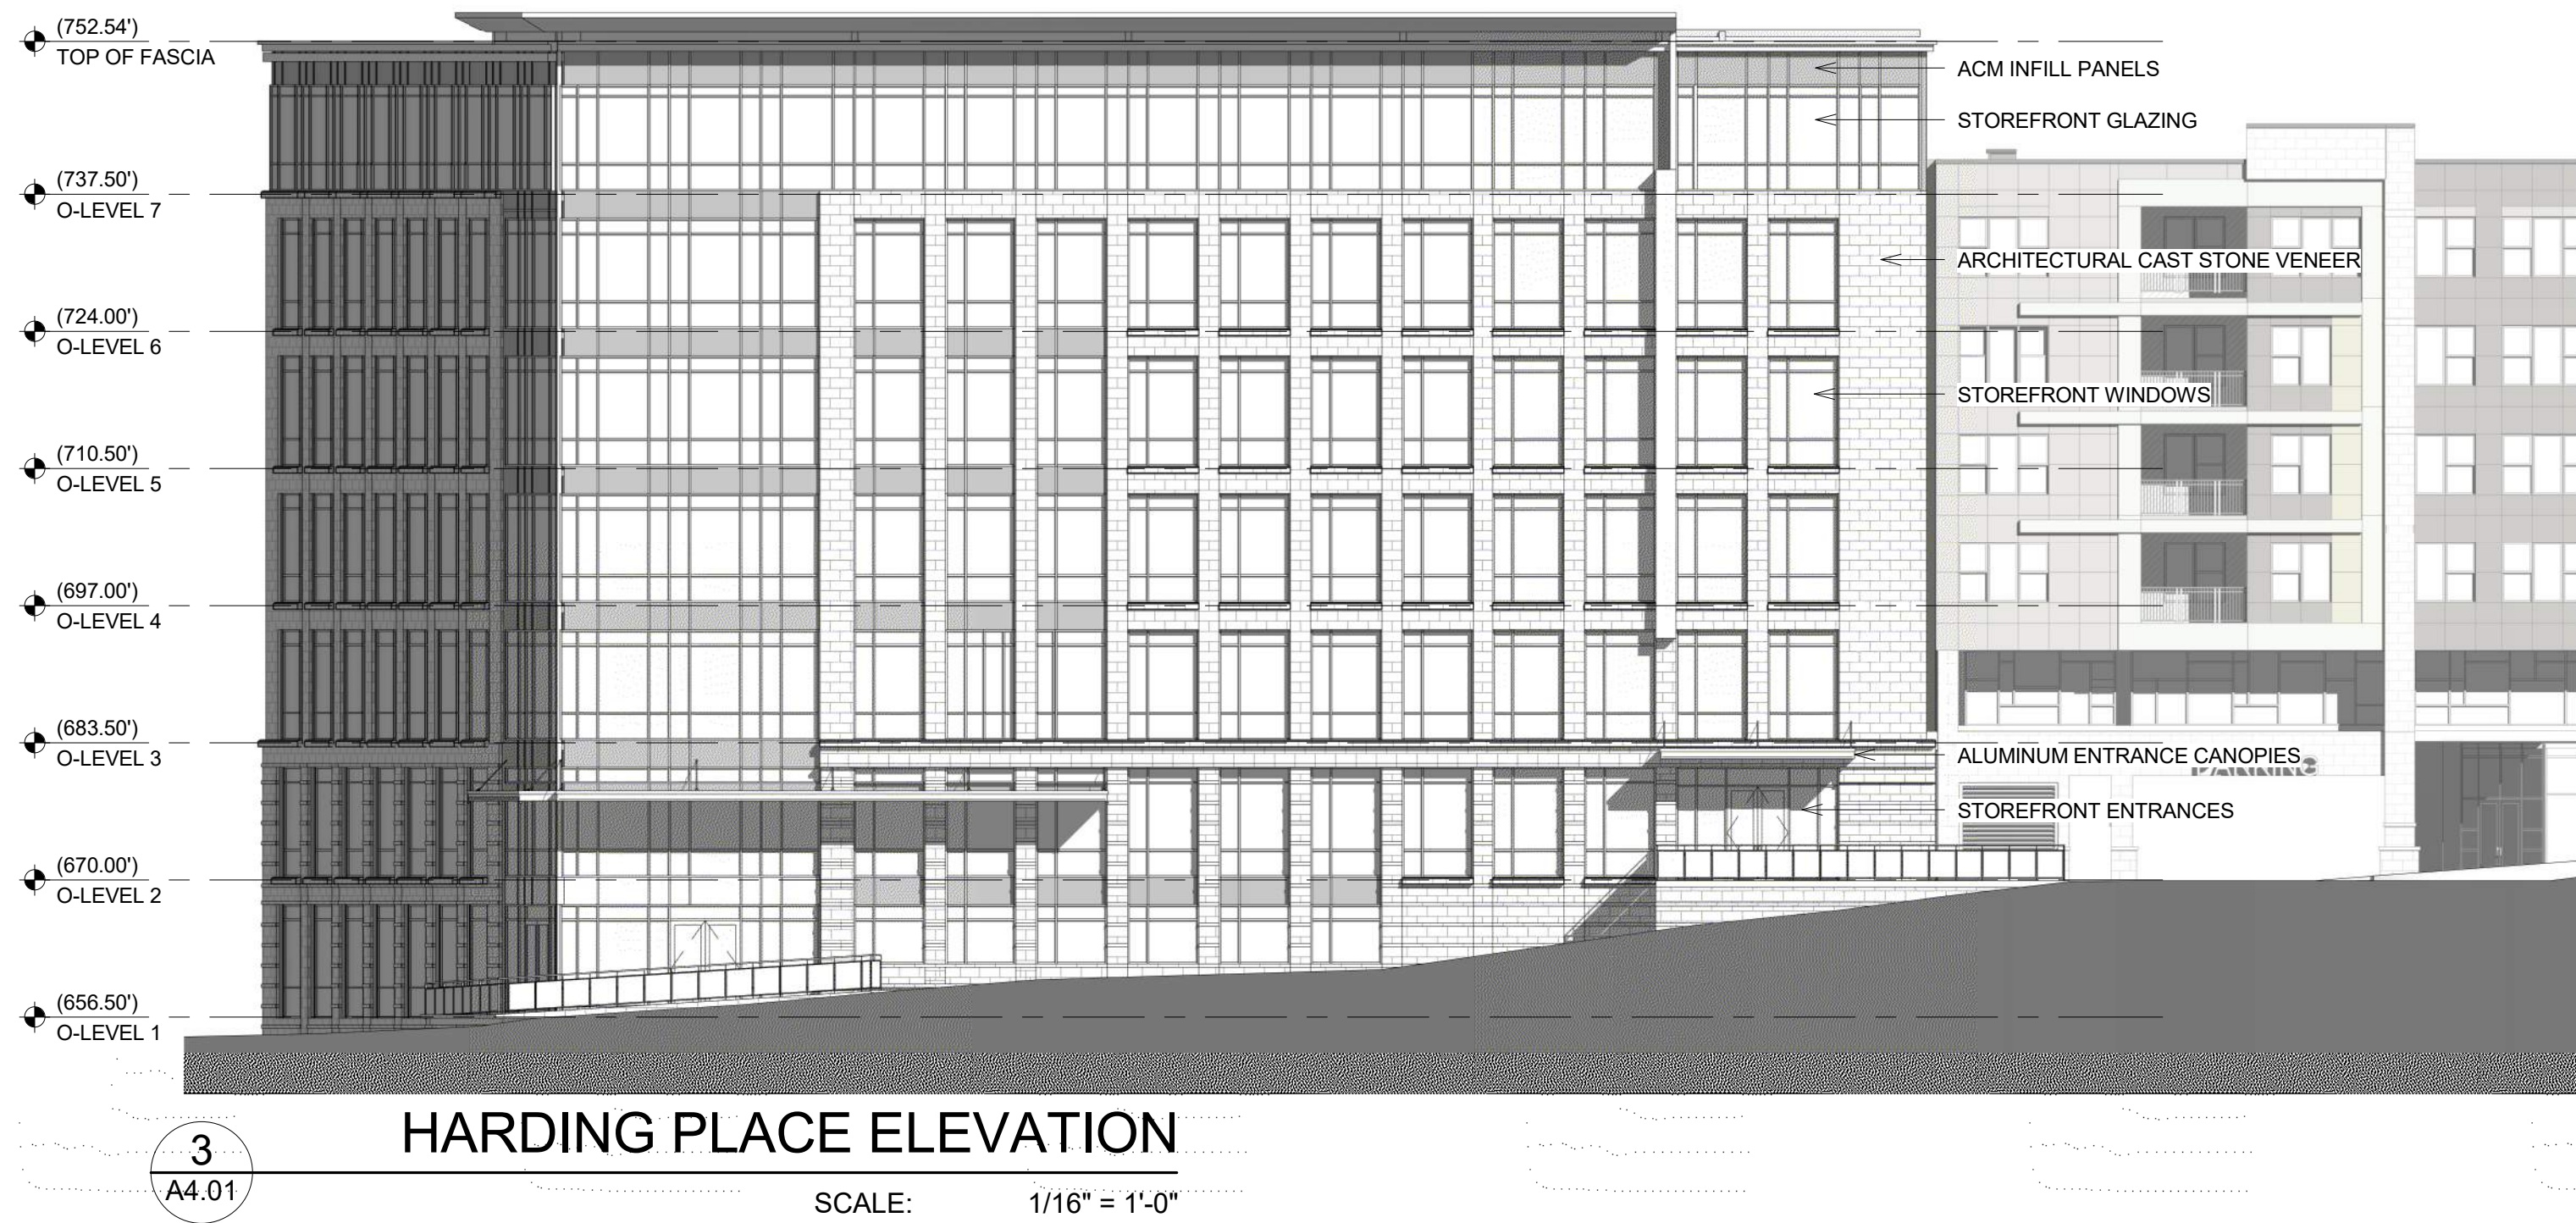 (752.54')
TOP OF FASCIA
ACM INFILL PANELS
STOREFRONT GLAZING
(737.50')
O-LEVEL 7
ARCHITECTURAL CAST STONE VENEER
(724.00')
O-LEVEL 6
STOREFRONT WINDOWS
(710.50')
O-LEVEL 5
(697.00')
O-LEVEL 4
(683.50')
O-LEVEL 3
ALUMINUM ENTRANCE CANOPIES
STOREFRONT ENTRANCES
(670.00')
O-LEVEL 2
(656.50')
O-LEVEL 1
3
A4.01
HARDING PLACE ELEVATION
SCALE: 1/16" = 1'-0"